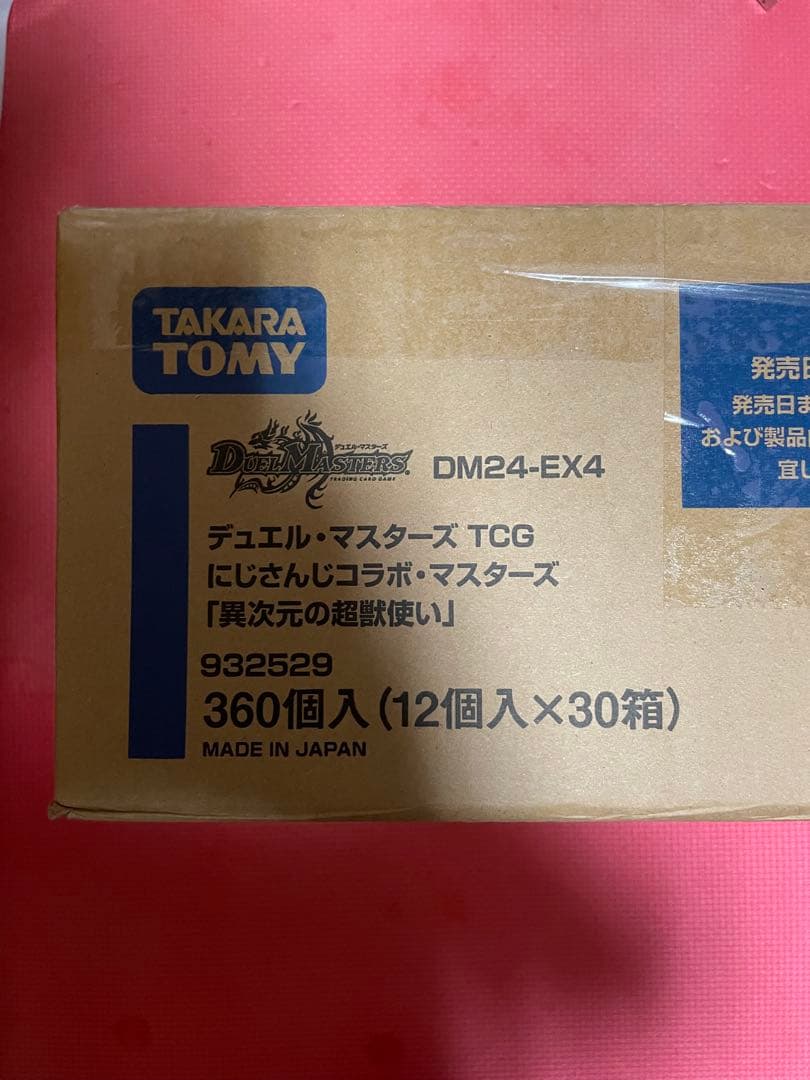 TAKARA
TOMY
発売日
発売日ま
および製品
宜し
デュエル・マスターズ
DUEL MASTERS
TRADING CARD GAME
DM24-EX4
デュエル・マスターズ TCG
にじさんじコラボ・マスターズ
「異次元の超獣使い」
932529
360個入(12個入×30箱)
MADE IN JAPAN